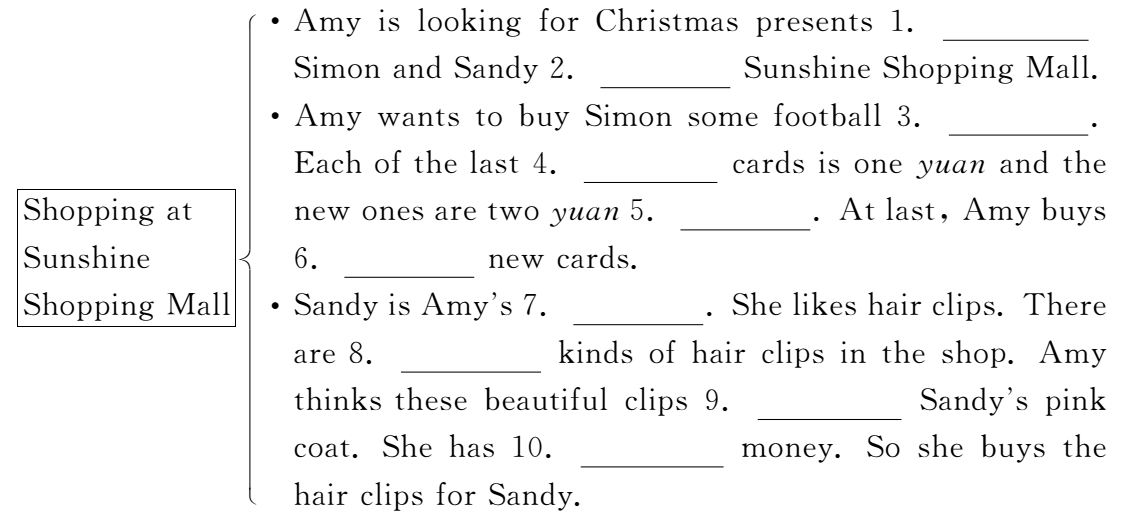 Shopping at
Sunshine
Shopping Mall
• Amy is looking for Christmas presents 1. ________
Simon and Sandy 2. ________ Sunshine Shopping Mall.
• Amy wants to buy Simon some football 3. ________.
Each of the last 4. ________ cards is one yuan and the
new ones are two yuan 5. ________. At last, Amy buys
6. ________ new cards.
• Sandy is Amy's 7. ________. She likes hair clips. There
are 8. ________ kinds of hair clips in the shop. Amy
thinks these beautiful clips 9. ________ Sandy's pink
coat. She has 10. ________ money. So she buys the
hair clips for Sandy.